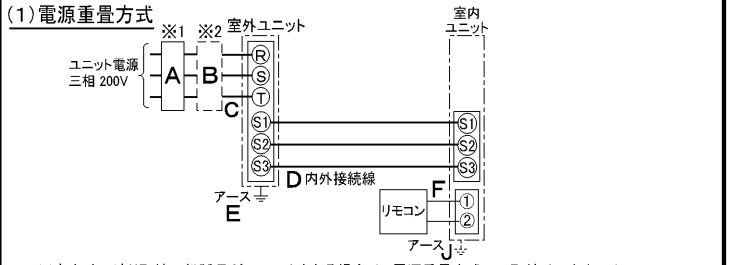 (1)電源重畳方式
※1 ※2 室外ユニット
室内
ユニット
ユニット電源
三相 200V
A
B
C
R
S
T
S1
S2
S3
S1
S2
S3
D 内外接続線
アース
E
F
リモコン
①
②
アース J